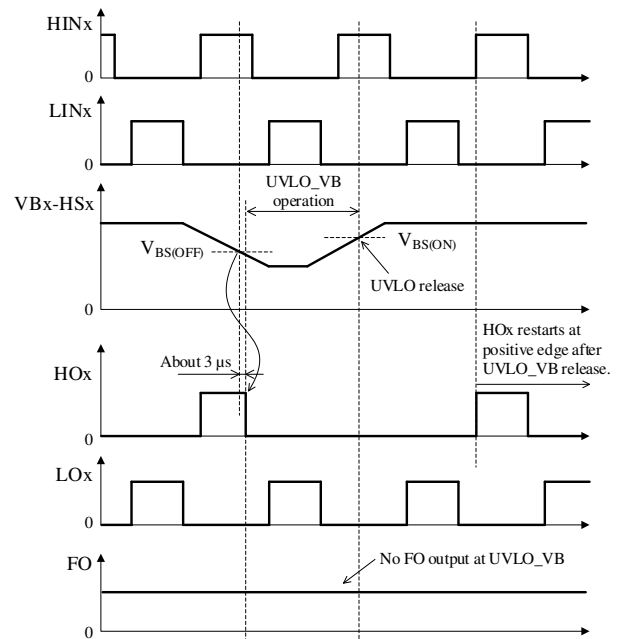 HINx
0
LINx
0
UVLO_VB
operation
VBx-HSx
VBS(OFF)
VBS(ON)
UVLO release
0
HOx restarts at
positive edge after
UVLO_VB release.
About 3 µs
HOx
0
LOx
0
FO
No FO output at UVLO_VB
0